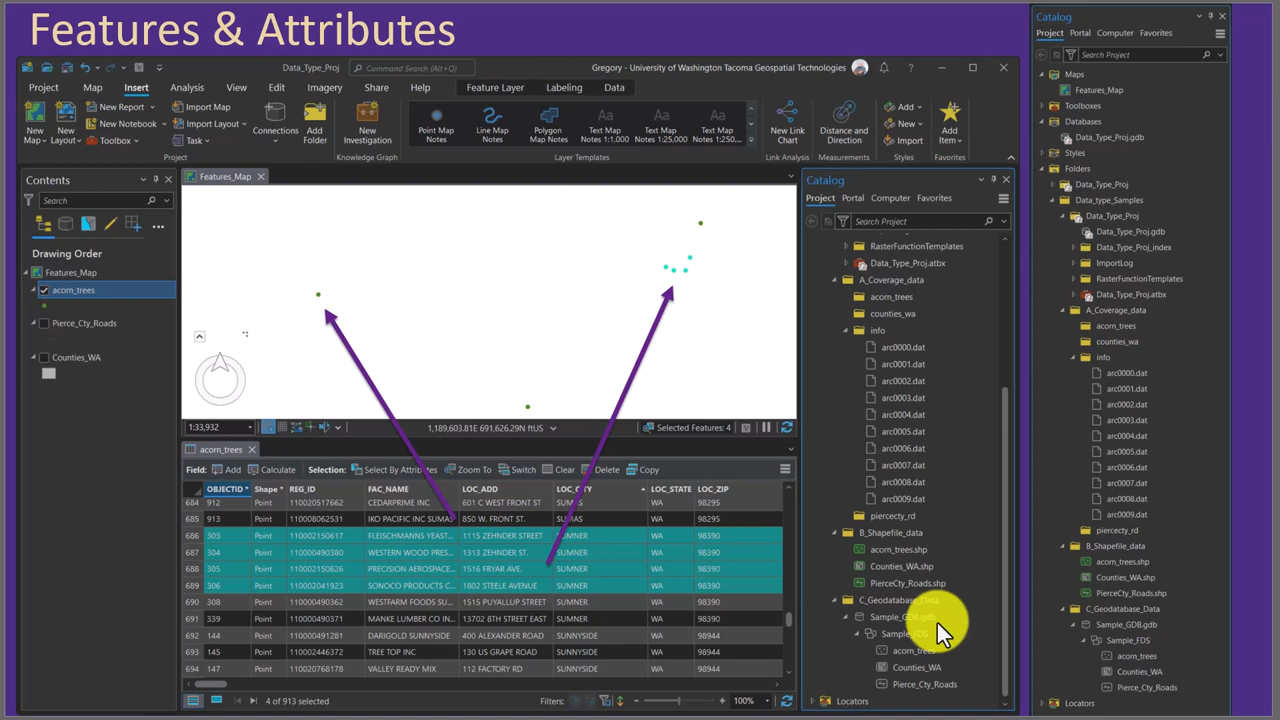 Features & Attributes
Data_Type_Proj
Command Search (Alt+Q)
Gregory - University of Washington Tacoma Geospatial Technologies
?
Project Map Insert Analysis View Edit Imagery Share Help Feature Layer Labeling Data
New Map
New Layout
New Report
New Notebook
Toolbox
Import Map
Import Layout
Task
Connections
Add Folder
Project
New Investigation
Knowledge Graph
Point Map Notes
Line Map Notes
Polygon Map Notes
Text Map Notes 1:1,000
Text Map Notes 1:25,000
Text Map Notes 1:250,...
Layer Templates
New Link Chart
Link Analysis
Distance and Direction
Measurements
Add
New
Import
Styles
Add Item
Favorites
Contents
Search
Drawing Order
Features_Map
acorn_trees
Pierce_Cty_Roads
Counties_WA
Features_Map
1:33,932
1,189,603.81E 691,626.29N ftUS
Selected Features: 4
acorn_trees
Field: Add Calculate Selection: Select By Attributes Zoom To Switch Clear Delete Copy
OBJECTID * Shape * REG_ID FAC_NAME LOC_ADD LOC_CITY LOC_STATE LOC_ZIP
684 912 Point 110020517662 CEDARPRIME INC 601 C WEST FRONT ST SUMAS WA 98295
685 913 Point 110008062531 IKO PACIFIC INC SUMAS 850 W. FRONT ST. SUMAS WA 98295
686 303 Point 110002150617 FLEISCHMANNS YEAST... 1115 ZEHNDER STREET SUMNER WA 98390
687 304 Point 110000490380 WESTERN WOOD PRES... 1313 ZEHNDER ST. SUMNER WA 98390
688 305 Point 110002150626 PRECISION AEROSPACE... 1516 FRYAR AVE. SUMNER WA 98390
689 306 Point 110002041923 SONOCO PRODUCTS C... 1802 STEELE AVENUE SUMNER WA 98390
690 308 Point 110000490362 WESTFARM FOODS SU... 1515 PUYALLUP STREET SUMNER WA 98390
691 339 Point 110000490399 MANKE LUMBER CO IN... 13702 8TH STREET EAST SUMNER WA 98390
692 144 Point 110000491068 DARIGOLD SUNNYSIDE 400 ALEXANDER ROAD SUNNYSIDE WA 98944
693 145 Point 110002446372 TREE TOP INC 130 US GRAPE ROAD SUNNYSIDE WA 98944
694 147 Point 110020768178 VALLEY READY MIX 112 FACTORY RD SUNNYSIDE WA 98944
4 of 913 selected
Filters:
100%
Catalog
Project Portal Computer Favorites
Search Project
RasterFunctionTemplates
Data_Type_Proj.atbx
A_Coverage_data
acorn_trees
counties_wa
info
arc0000.dat
arc0001.dat
arc0002.dat
arc0003.dat
arc0004.dat
arc0005.dat
arc0006.dat
arc0007.dat
arc0008.dat
arc0009.dat
piercecty_rd
B_Shapefile_data
acorn_trees.shp
Counties_WA.shp
PierceCty_Roads.shp
C_Geodatabase_Data
Sample_GDB.gdb
Sample_FDS
acorn_trees
Counties_WA
Pierce_Cty_Roads
Locators
Catalog
Project Portal Computer Favorites
Search Project
Maps
Features_Map
Toolboxes
Databases
Data_Type_Proj.gdb
Styles
Folders
Data_Type_Proj
Data_type_Samples
Data_Type_Proj
Data_Type_Proj.gdb
Data_Type_Proj_index
ImportLog
RasterFunctionTemplates
Data_Type_Proj.atbx
A_Coverage_data
acorn_trees
counties_wa
info
arc0000.dat
arc0001.dat
arc0002.dat
arc0003.dat
arc0004.dat
arc0005.dat
arc0006.dat
arc0007.dat
arc0008.dat
arc0009.dat
piercecty_rd
B_Shapefile_data
acorn_trees.shp
Counties_WA.shp
PierceCty_Roads.shp
C_Geodatabase_Data
Sample_GDB.gdb
Sample_FDS
acorn_trees
Counties_WA
Pierce_Cty_Roads
Locators